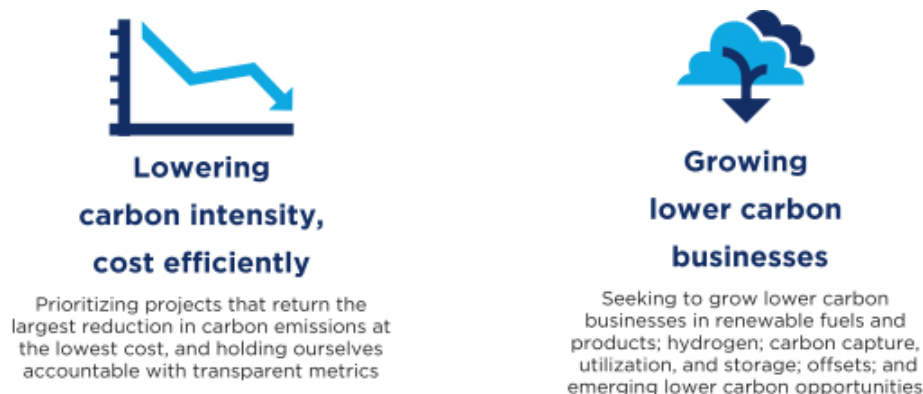 Lowering
carbon intensity,
cost efficiently
Prioritizing projects that return the
largest reduction in carbon emissions at
the lowest cost, and holding ourselves
accountable with transparent metrics
Growing
lower carbon
businesses
Seeking to grow lower carbon
businesses in renewable fuels and
products; hydrogen; carbon capture,
utilization, and storage; offsets; and
emerging lower carbon opportunities